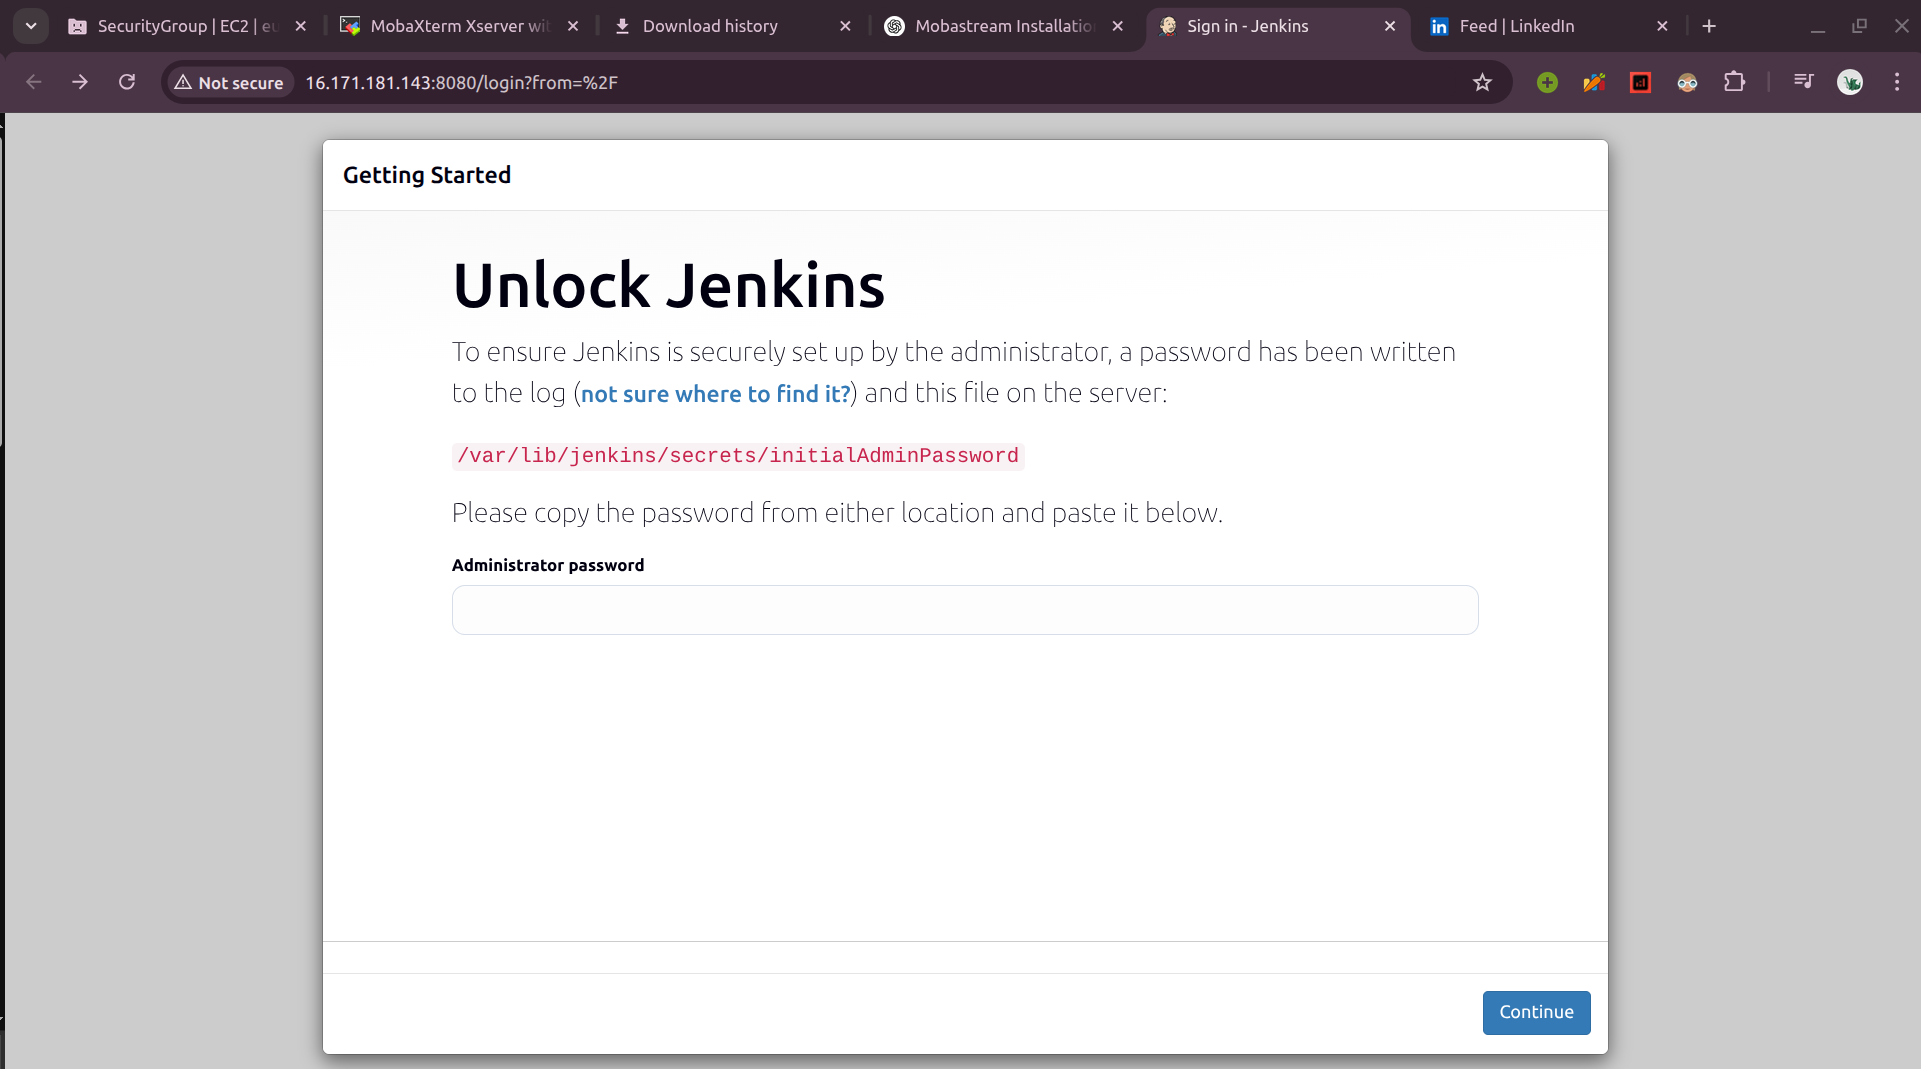 SecurityGroup | EC2 | eu
MobaXterm Xserver wit
Download history
Mobastream Installation
Sign in - Jenkins
Feed | LinkedIn
Not secure
16.171.181.143:8080/login?from=%2F
Getting Started
Unlock Jenkins
To ensure Jenkins is securely set up by the administrator, a password has been written
to the log (not sure where to find it?) and this file on the server:
/var/lib/jenkins/secrets/initialAdminPassword
Please copy the password from either location and paste it below.
Administrator password
Continue